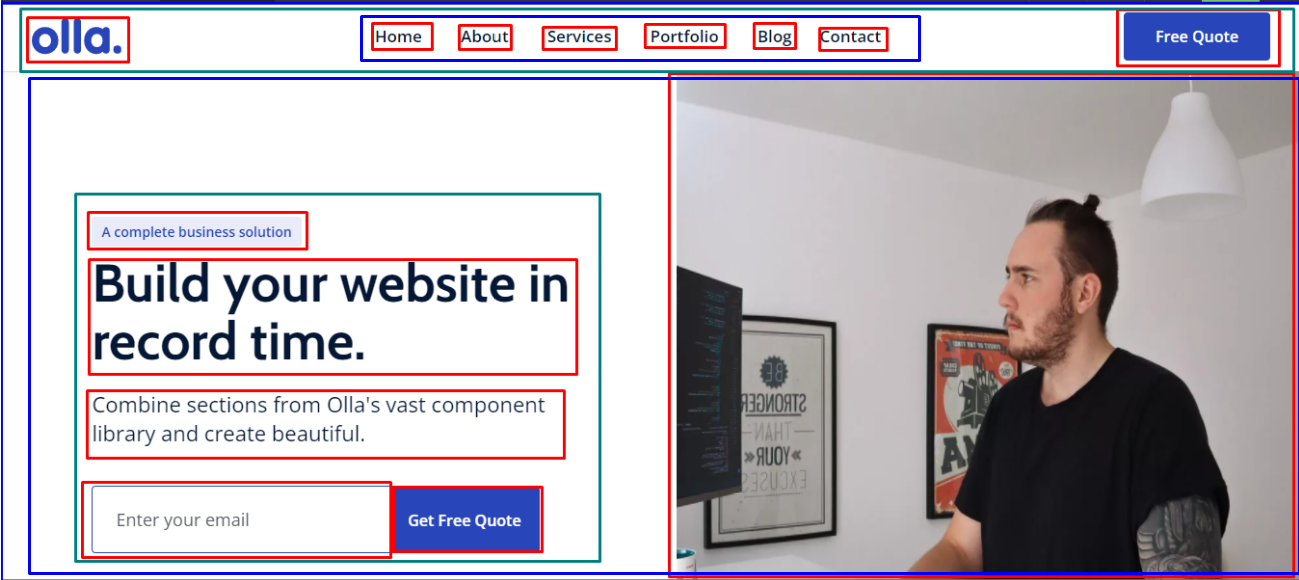 olla.
Home About Services Portfolio Blog Contact
Free Quote
A complete business solution
Build your website in
record time.
Combine sections from Olla's vast component
library and create beautiful.
Enter your email
Get Free Quote
BE
STRONGER
THAN
YOUR
EXCUSES